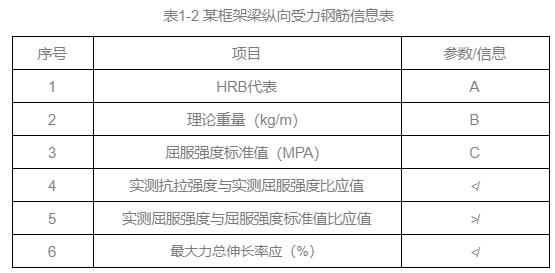 表1-2 某框架梁纵向受力钢筋信息表
序号 项目 参数/信息
1 HRB代表 A
2 理论重量（kg/m） B
3 屈服强度标准值（MPA） C
4 实测抗拉强度与实测屈服强度比应值 ≮
5 实测屈服强度与屈服强度标准值比应值 ≯
6 最大力总伸长率应（%） ≮